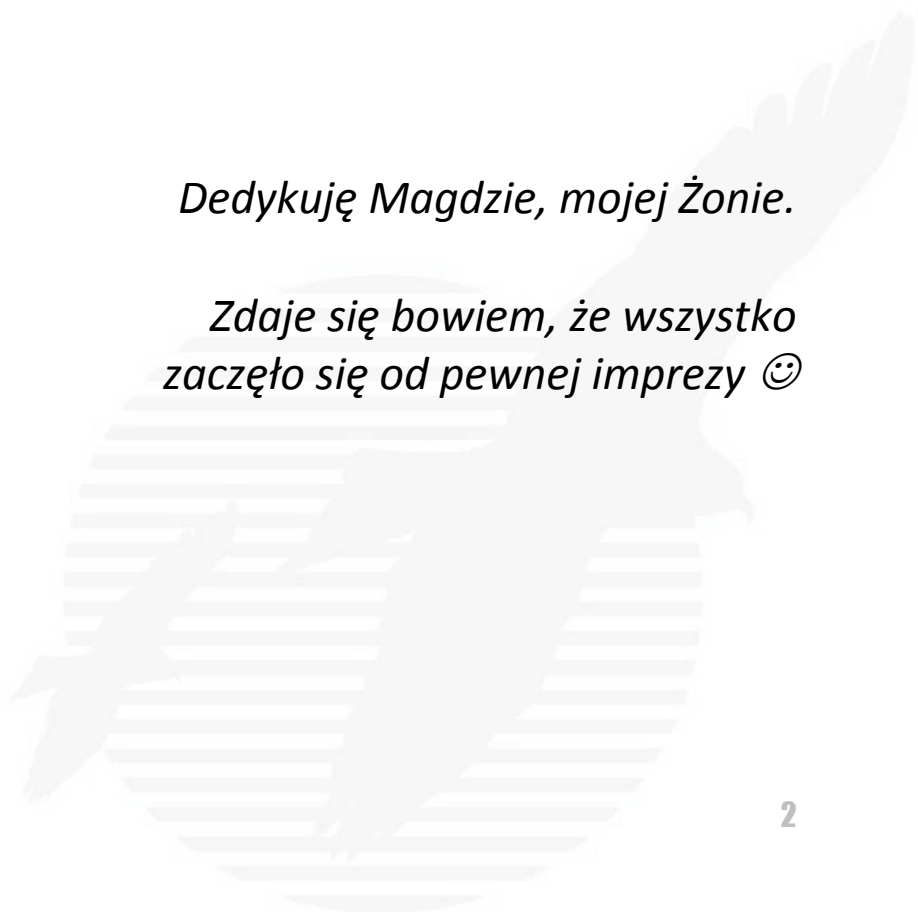 Dedykuję Magdzie, mojej Żonie.
Zdaje się bowiem, że wszystko
zaczęło się od pewnej imprezy ☺
2